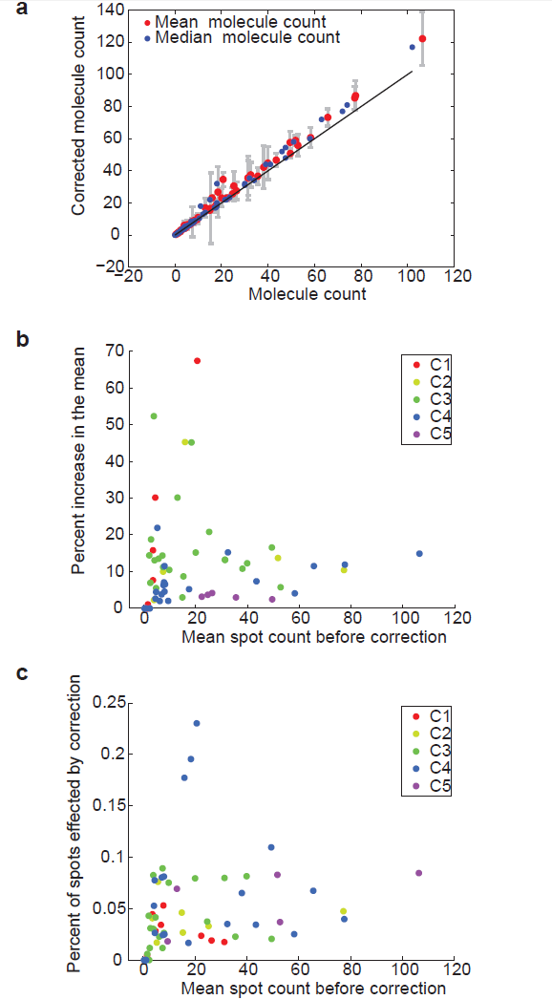 a
140
120
100
80
60
40
20
0
−20
Corrected molecule count
Mean molecule count
Median molecule count
−20 0 20 40 60 80 100 120
Molecule count
b
70
60
50
40
30
20
10
0
Percent increase in the mean
C1
C2
C3
C4
C5
0 20 40 60 80 100 120
Mean spot count before correction
c
0.25
0.2
0.15
0.1
0.05
0
Percent of spots effected by correction
C1
C2
C3
C4
C5
0 20 40 60 80 100 120
Mean spot count before correction